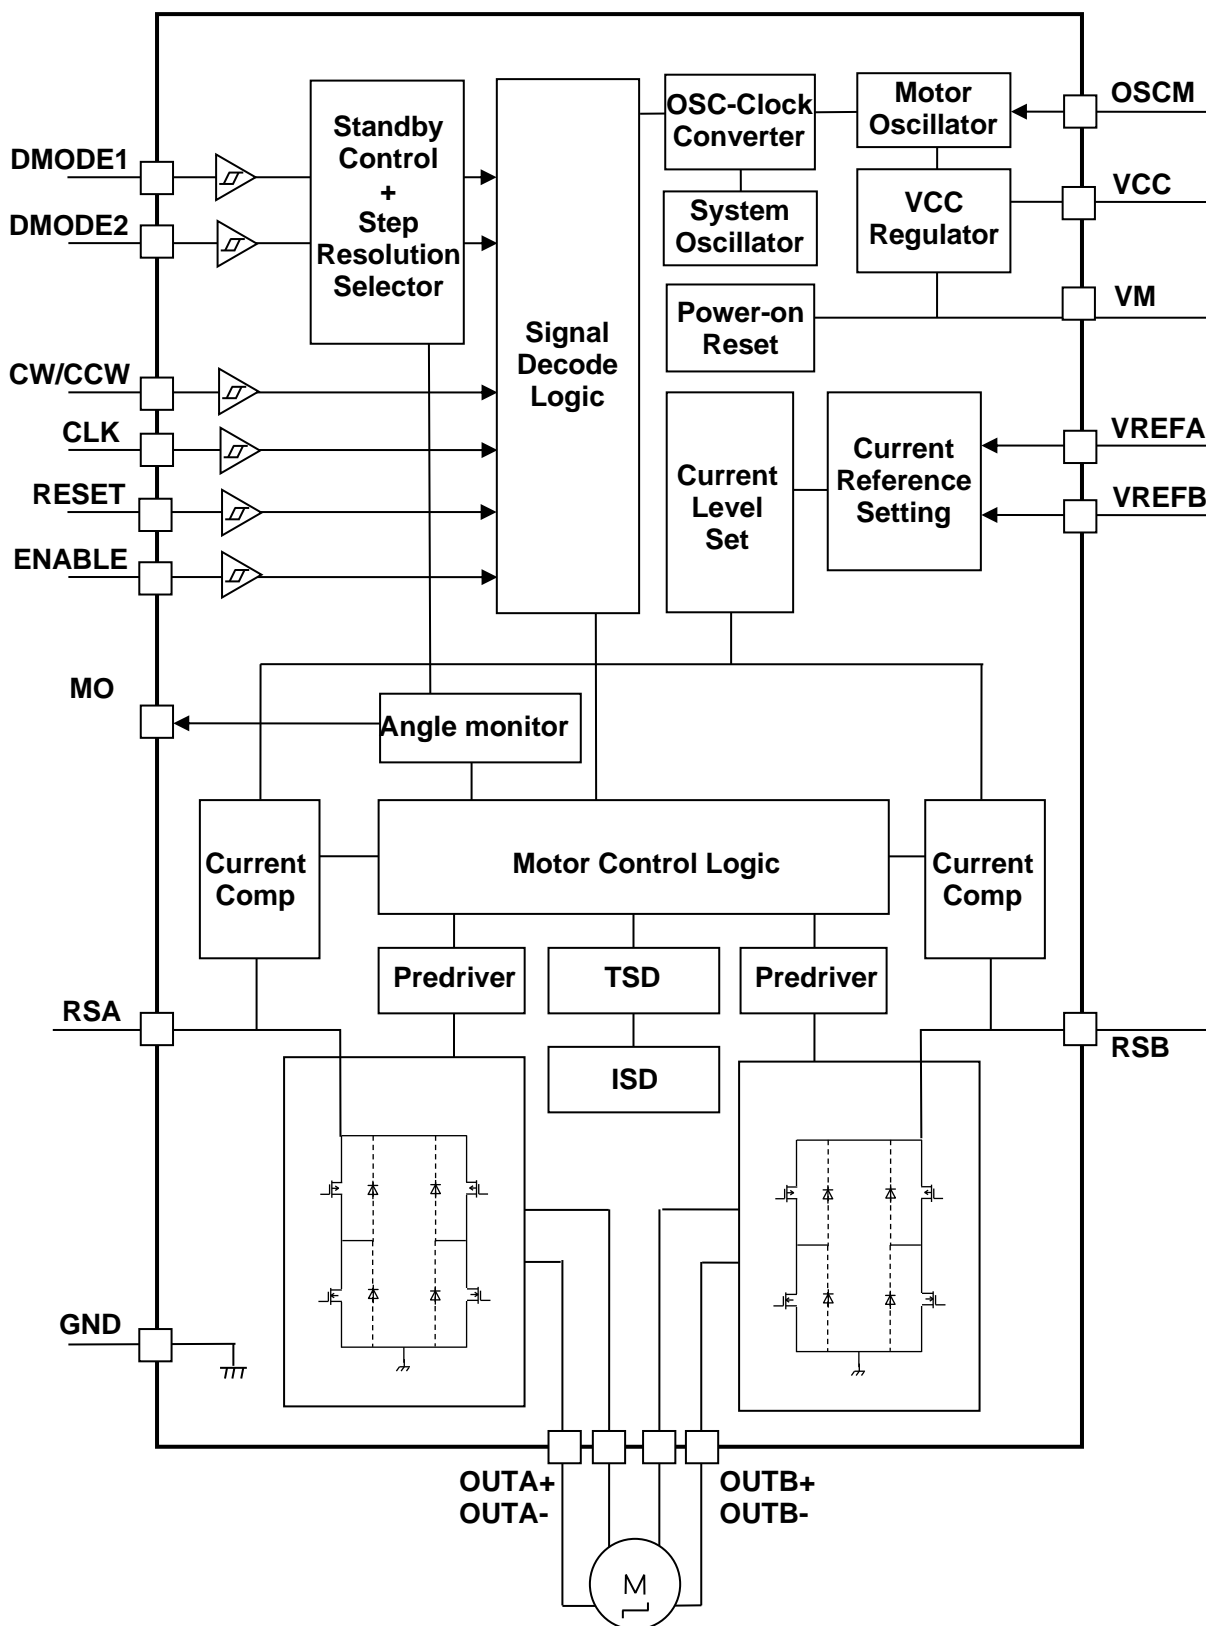 OSCM
Motor
Oscillator
OSC-Clock
Converter
Standby
Control
+
Step
Resolution
Selector
DMODE1
VCC
DMODE2
System
Oscillator
VCC
Regulator
VM
Power-on
Reset
Signal
Decode
Logic
CW/CCW
CLK
RESET
ENABLE
VREFA
VREFB
Current
Level
Set
Current
Reference
Setting
MO
Angle monitor
Current
Comp
Motor Control Logic
Current
Comp
Predriver
TSD
Predriver
RSA
RSB
ISD
GND
OUTA+
OUTA-
OUTB+
OUTB-
M